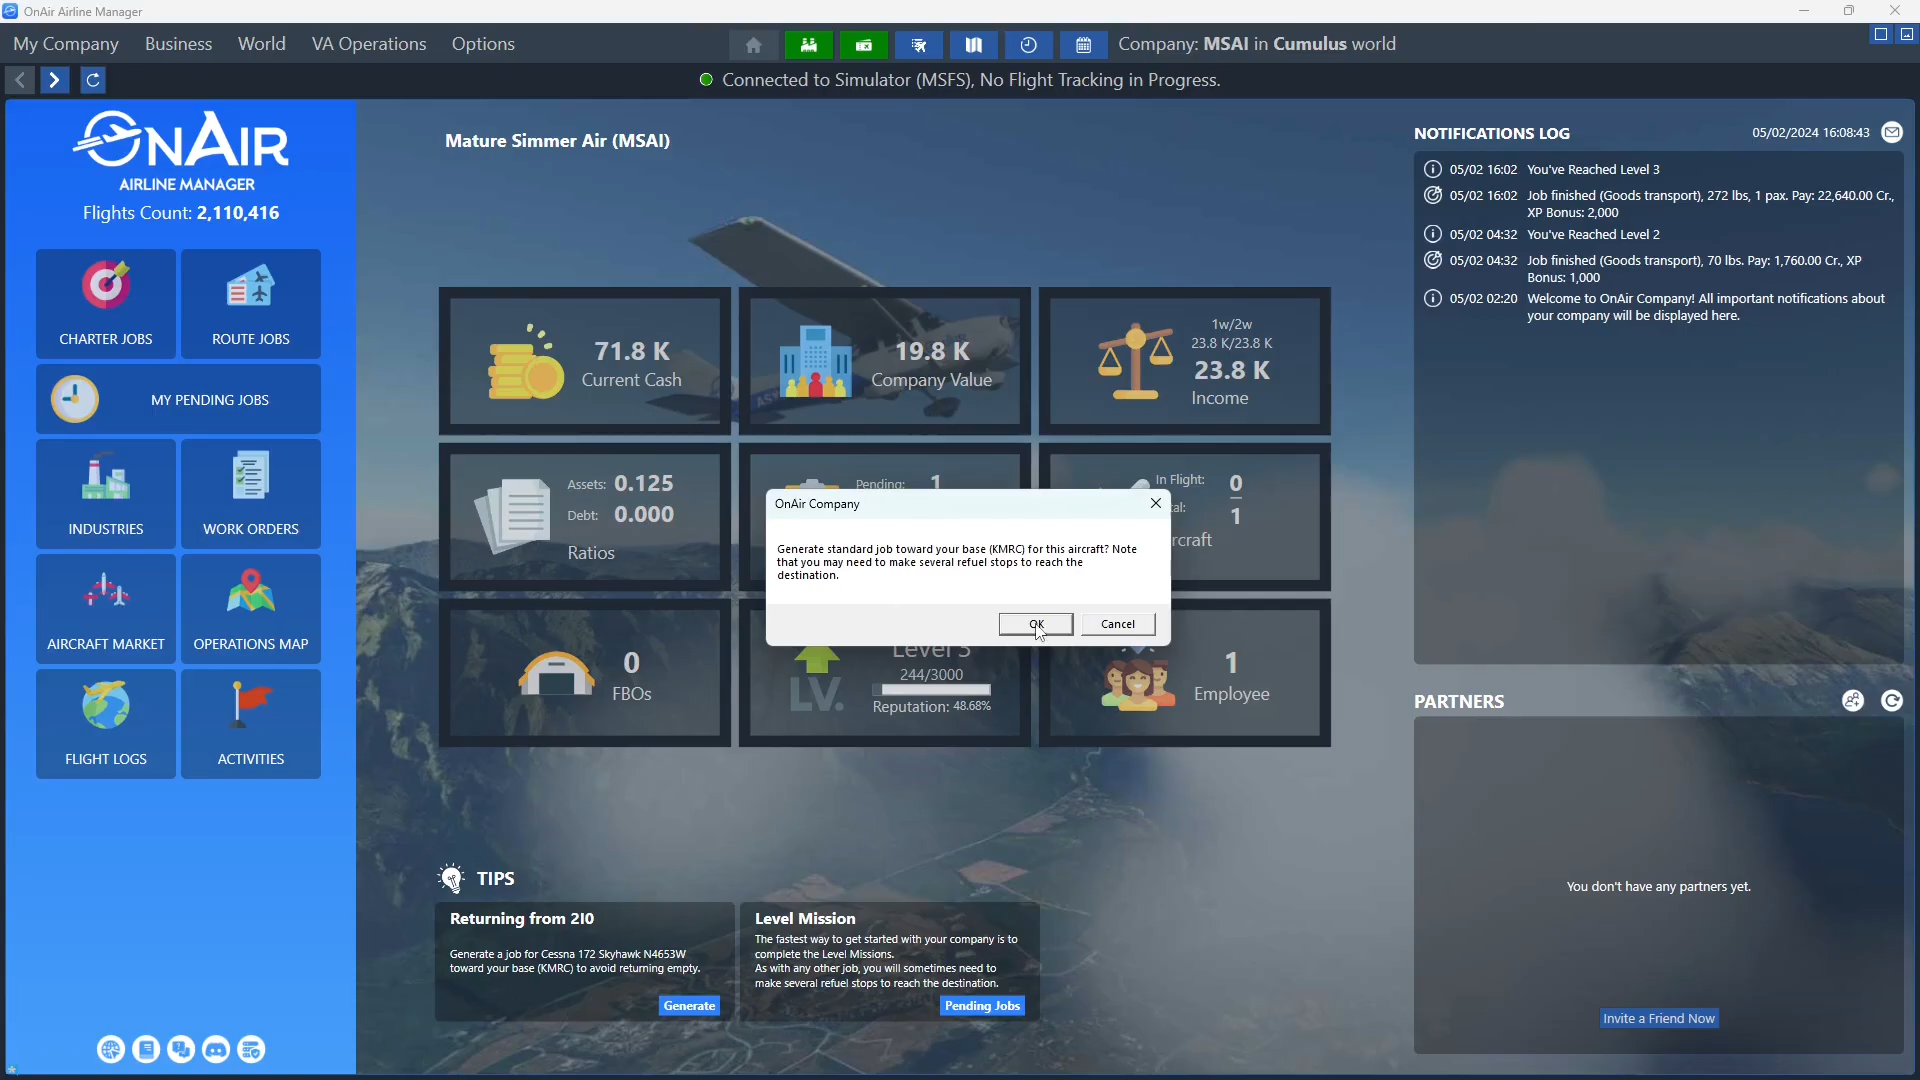 OnAir Airline Manager
My Company Business World VA Operations Options
Company: MSAI in Cumulus world
Connected to Simulator (MSFS), No Flight Tracking in Progress.
ONAIR
AIRLINE MANAGER
Flights Count: 2,110,416
CHARTER JOBS
ROUTE JOBS
MY PENDING JOBS
INDUSTRIES
WORK ORDERS
AIRCRAFT MARKET
OPERATIONS MAP
FLIGHT LOGS
ACTIVITIES
Mature Simmer Air (MSAI)
71.8 K
Current Cash
19.8 K
Company Value
1w/2w
23.8 K/23.8 K
23.8 K
Income
Assets: 0.125
Debt: 0.000
Ratios
Pending: 1
In Flight: 0
tal: 1
rcraft
OnAir Company
Generate standard job toward your base (KMRC) for this aircraft? Note
that you may need to make several refuel stops to reach the
destination.
OK
Cancel
0
FBOs
LV.
Level 3
244/3000
Reputation: 48.68%
1
Employee
TIPS
Returning from 2I0
Generate a job for Cessna 172 Skyhawk N4653W
toward your base (KMRC) to avoid returning empty.
Generate
Level Mission
The fastest way to get started with your company is to
complete the Level Missions.
As with any other job, you will sometimes need to
make several refuel stops to reach the destination.
Pending Jobs
NOTIFICATIONS LOG
05/02/2024 16:08:43
05/02 16:02 You've Reached Level 3
05/02 16:02 Job finished (Goods transport), 272 lbs, 1 pax. Pay: 22,640.00 Cr.,
XP Bonus: 2,000
05/02 04:32 You've Reached Level 2
05/02 04:32 Job finished (Goods transport), 70 lbs. Pay: 1,760.00 Cr., XP
Bonus: 1,000
05/02 02:20 Welcome to OnAir Company! All important notifications about
your company will be displayed here.
PARTNERS
You don't have any partners yet.
Invite a Friend Now